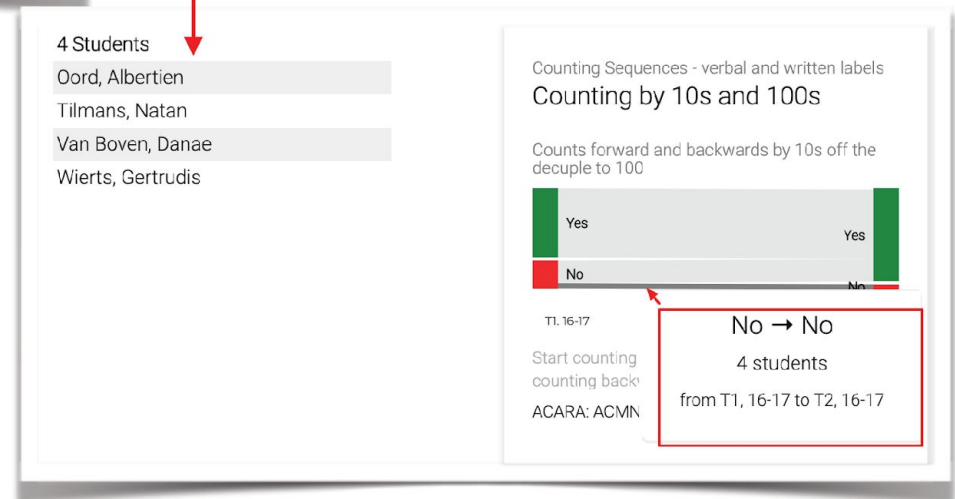 4 Students
Oord, Albertien
Tilmans, Natan
Van Boven, Danae
Wierts, Gertrudis
Counting Sequences - verbal and written labels
Counting by 10s and 100s
Counts forward and backwards by 10s off the
decuple to 100
Yes
Yes
No
No
T1. 16-17
Start counting
counting back
ACARA: ACMN
No → No
4 students
from T1, 16-17 to T2, 16-17